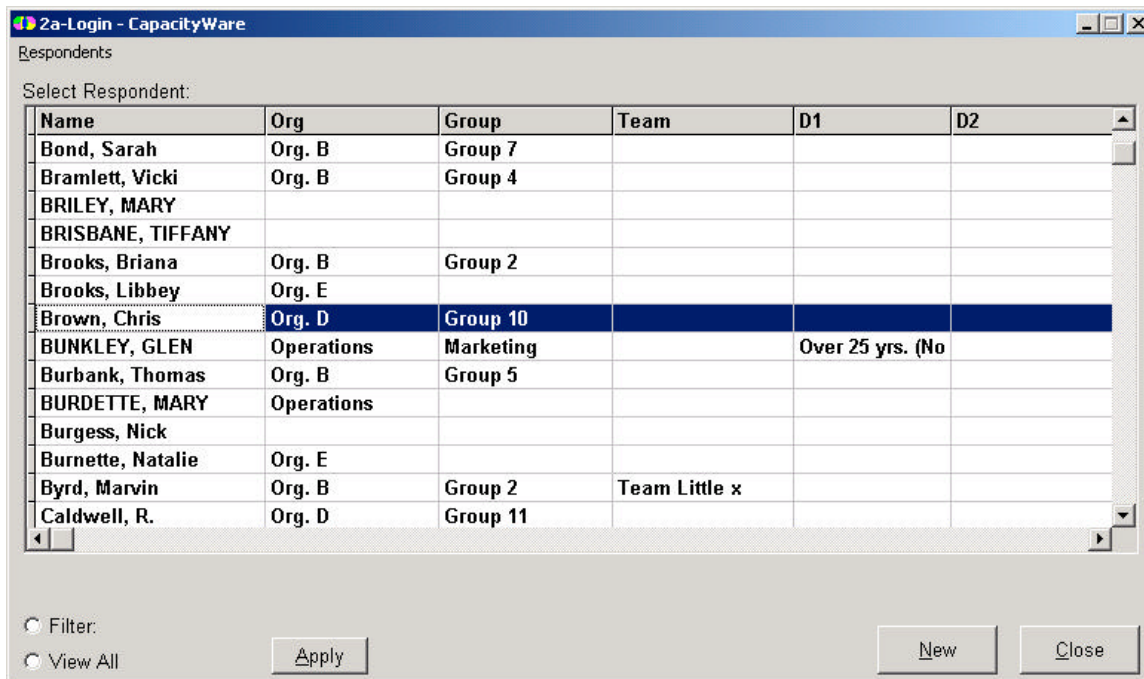 2a-Login - CapacityWare
Respondents
Select Respondent:
Name Org Group Team D1 D2
Bond, Sarah Org. B Group 7
Bramlett, Vicki Org. B Group 4
BRILEY, MARY
BRISBANE, TIFFANY
Brooks, Briana Org. B Group 2
Brooks, Libbey Org. E
Brown, Chris Org. D Group 10
BUNKLEY, GLEN Operations Marketing Over 25 yrs. (No
Burbank, Thomas Org. B Group 5
BURDETTE, MARY Operations
Burgess, Nick
Burnette, Natalie Org. E
Byrd, Marvin Org. B Group 2 Team Little x
Caldwell, R. Org. D Group 11
Filter:
View All Apply New Close